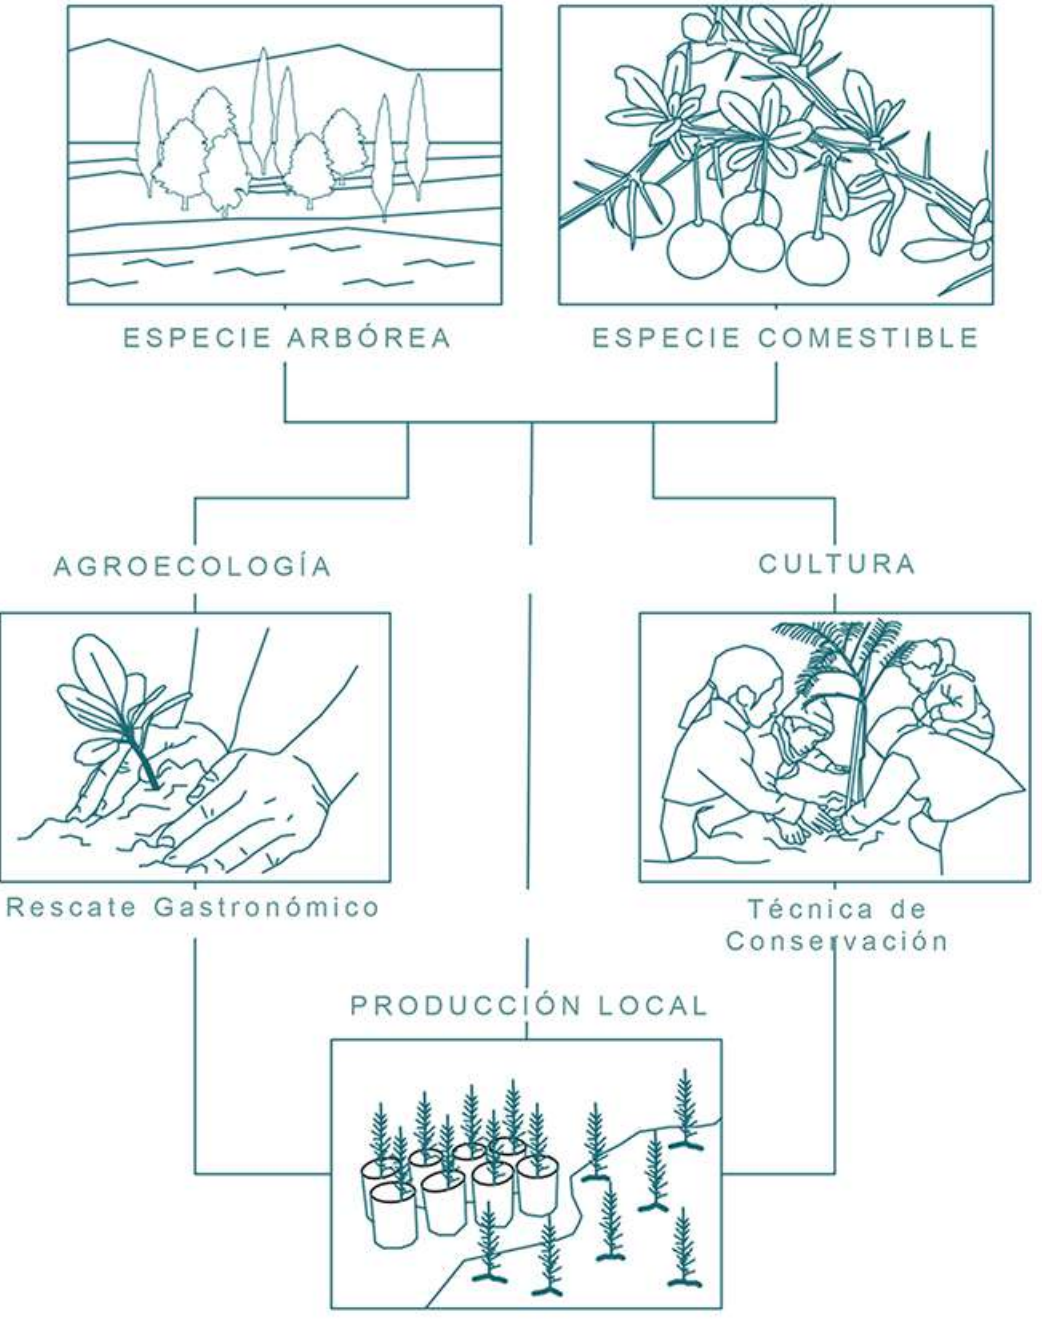 ESPECIE ARBÓREA
ESPECIE COMESTIBLE
AGROECOLOGÍA
CULTURA
Rescate Gastronómico
Técnica de
Conservación
PRODUCCIÓN LOCAL